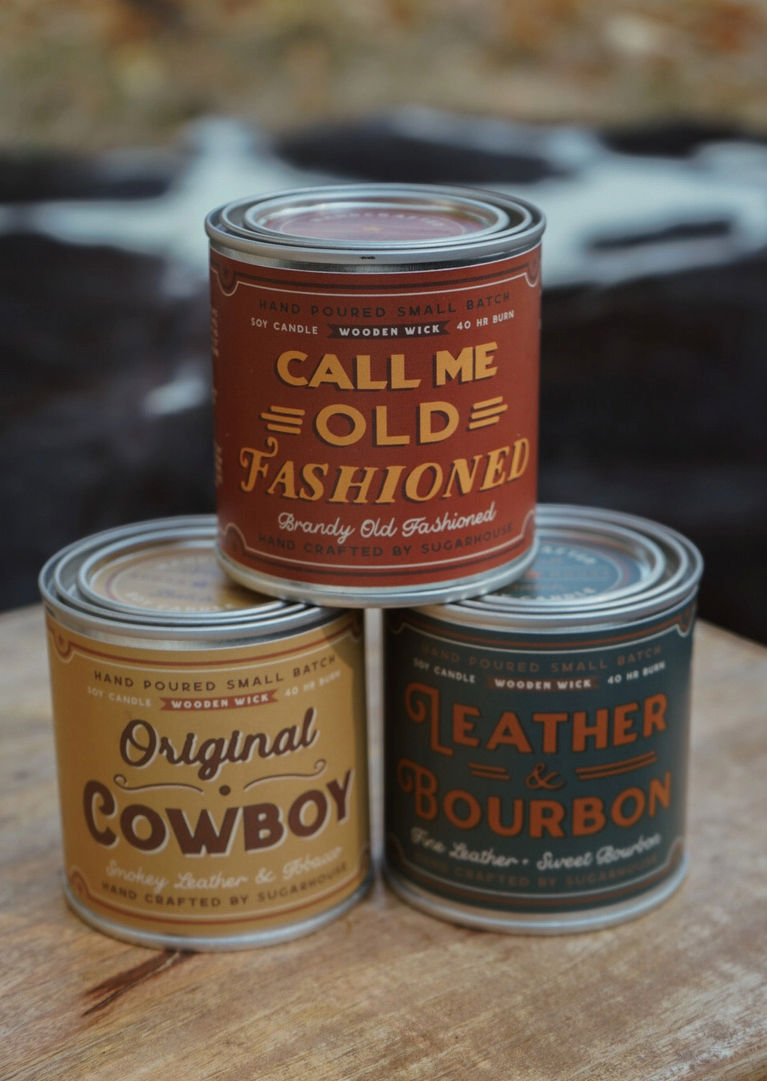 HAND POURED SMALL BATCH
SOY CANDLE WOODEN WICK 40 HR BURN
CALL ME
OLD
FASHIONED
Brandy Old Fashioned
HAND CRAFTED BY SUGARHOUSE
HAND POURED SMALL BATCH
SOY CANDLE WOODEN WICK 40 HR BURN
Original
COWBOY
Smokey Leather & Tobacco
HAND CRAFTED BY SUGARHOUSE
HAND POURED SMALL BATCH
SOY CANDLE WOODEN WICK 40 HR BURN
LEATHER
&
BOURBON
Fine Leather • Sweet Bourbon
HAND CRAFTED BY SUGARHOUSE